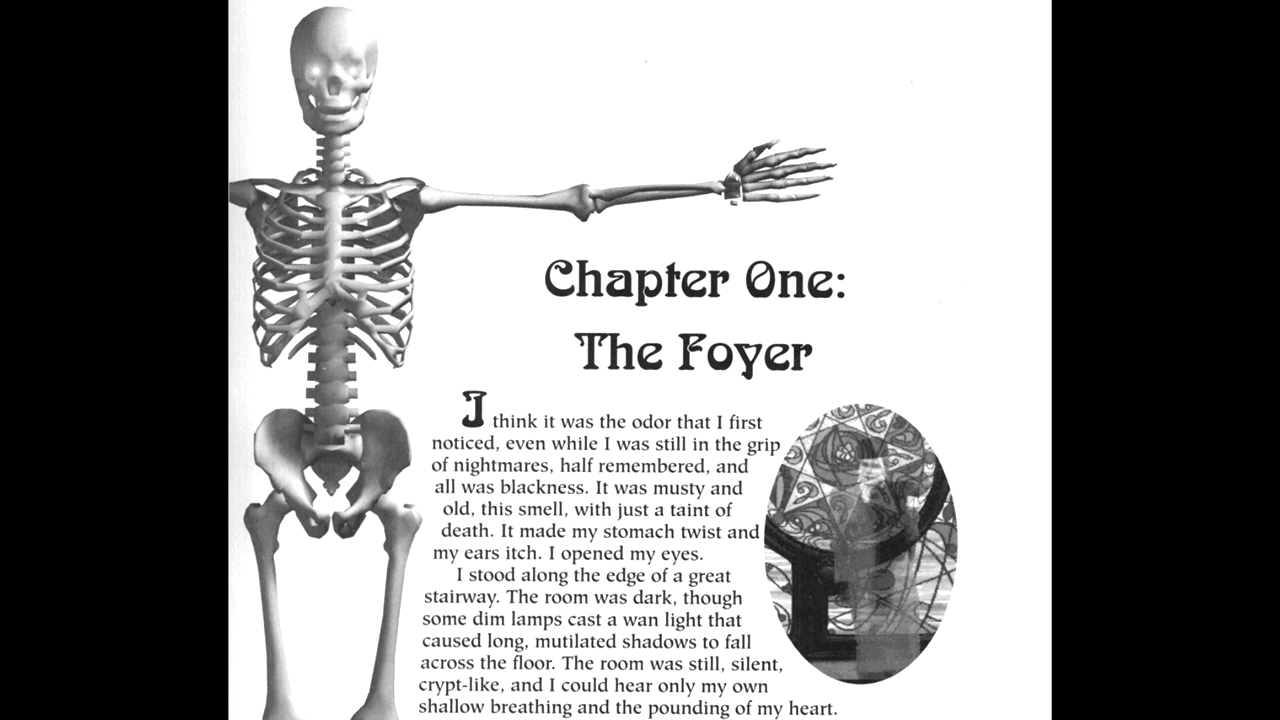 Chapter One:
The Foyer
I think it was the odor that I first
noticed, even while I was still in the grip
of nightmares, half remembered, and
all was blackness. It was musty and
old, this smell, with just a taint of
death. It made my stomach twist and
my ears itch. I opened my eyes.
I stood along the edge of a great
stairway. The room was dark, though
some dim lamps cast a wan light that
caused long, mutilated shadows to fall
across the floor. The room was still, silent,
crypt-like, and I could hear only my own
shallow breathing and the pounding of my heart.